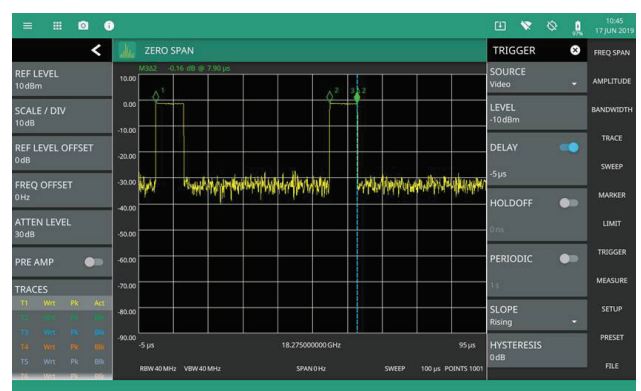 10:45
97%
17 JUN 2019
ZERO SPAN
TRIGGER
FREQ SPAN
M3Δ2 -0.16 dB @ 7.90 µs
REF LEVEL
10 dBm
SCALE / DIV
10 dB
REF LEVEL OFFSET
0 dB
FREQ OFFSET
0 Hz
ATTEN LEVEL
30 dB
PRE AMP
TRACES
T1 Wrt Pk Act
T2
T3 Wrt Pk Blk
T4 Wrt Pk Blk
T5 Wrt Pk Blk
T6 Wrt Pk Blk
10.00
0.00
-10.00
-20.00
-30.00
-40.00
-50.00
-60.00
-70.00
-80.00
-90.00
1
2
3
2
-5 µs
18.275000000 GHz
95 µs
RBW 40 MHz VBW 40 MHz SPAN 0 Hz SWEEP 100 µs POINTS 1001
SOURCE
Video
LEVEL
-10 dBm
DELAY
-5 µs
HOLDOFF
0 ns
PERIODIC
1 s
SLOPE
Rising
HYSTERESIS
0 dB
AMPLITUDE
BANDWIDTH
TRACE
SWEEP
MARKER
LIMIT
TRIGGER
MEASURE
SETUP
PRESET
FILE